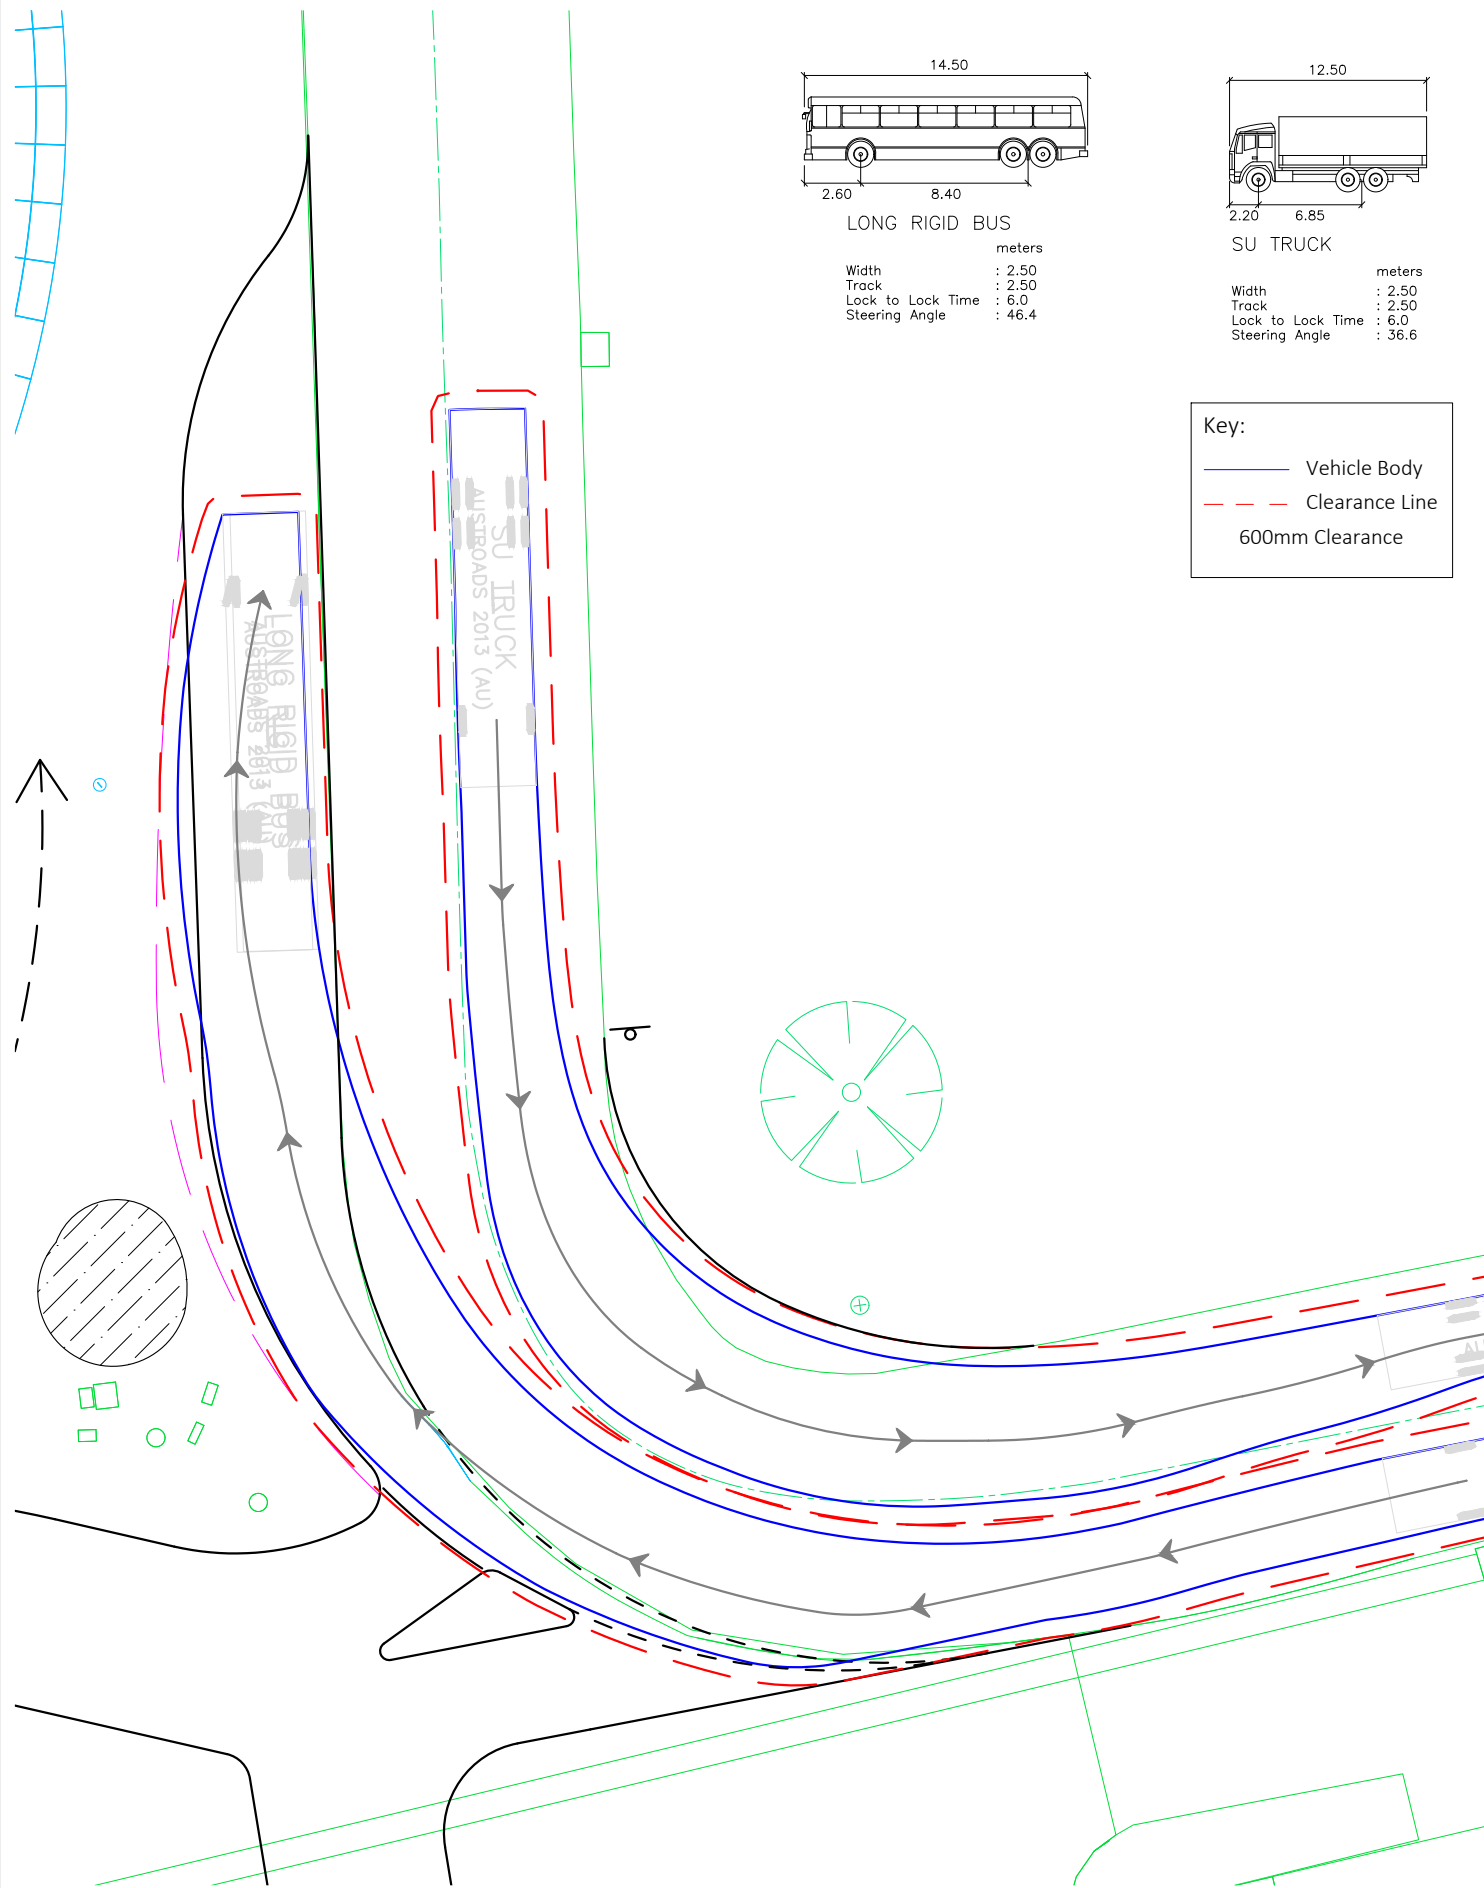 14.50
2.60
8.40
LONG RIGID BUS
meters
Width : 2.50
Track : 2.50
Lock to Lock Time : 6.0
Steering Angle : 46.4
12.50
2.20
6.85
SU TRUCK
meters
Width : 2.50
Track : 2.50
Lock to Lock Time : 6.0
Steering Angle : 36.6
Key:
Vehicle Body
Clearance Line
600mm Clearance
SU TRUCK
AUSTROADS 2013 (AU)
LONG RIGID BUS
AUSTROADS 2013 (AU)